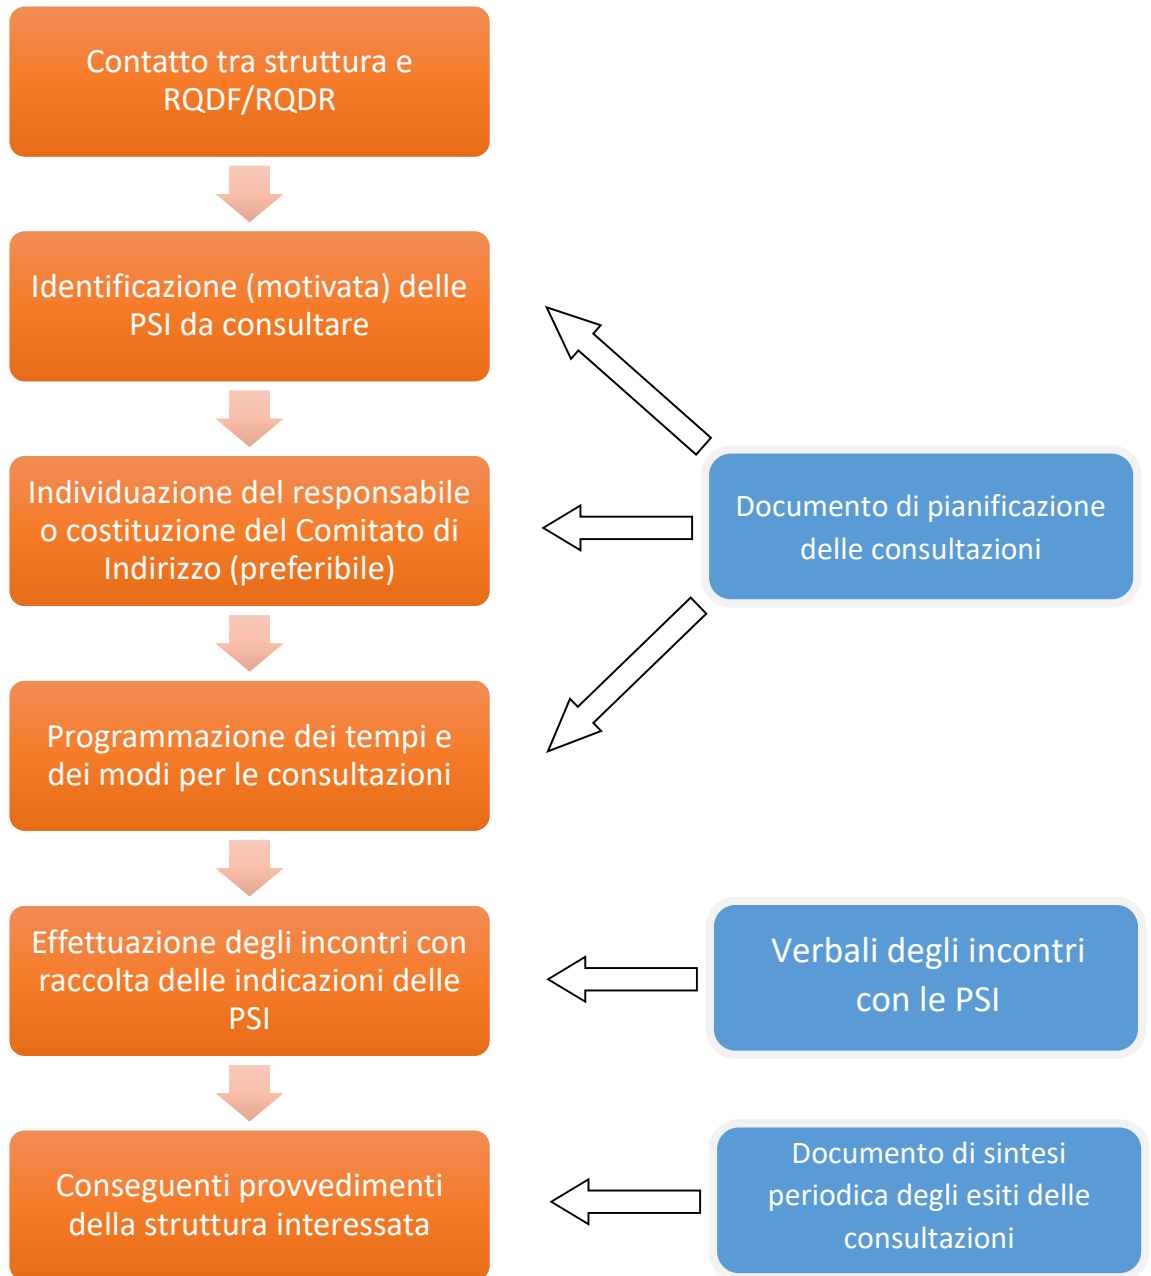 Contatto tra struttura e
RQDF/RQDR
Identificazione (motivata) delle
PSI da consultare
Individuazione del responsabile
o costituzione del Comitato di
Indirizzo (preferibile)
Documento di pianificazione
delle consultazioni
Programmazione dei tempi e
dei modi per le consultazioni
Effettuazione degli incontri con
raccolta delle indicazioni delle
PSI
Verbali degli incontri
con le PSI
Conseguenti provvedimenti
della struttura interessata
Documento di sintesi
periodica degli esiti delle
consultazioni